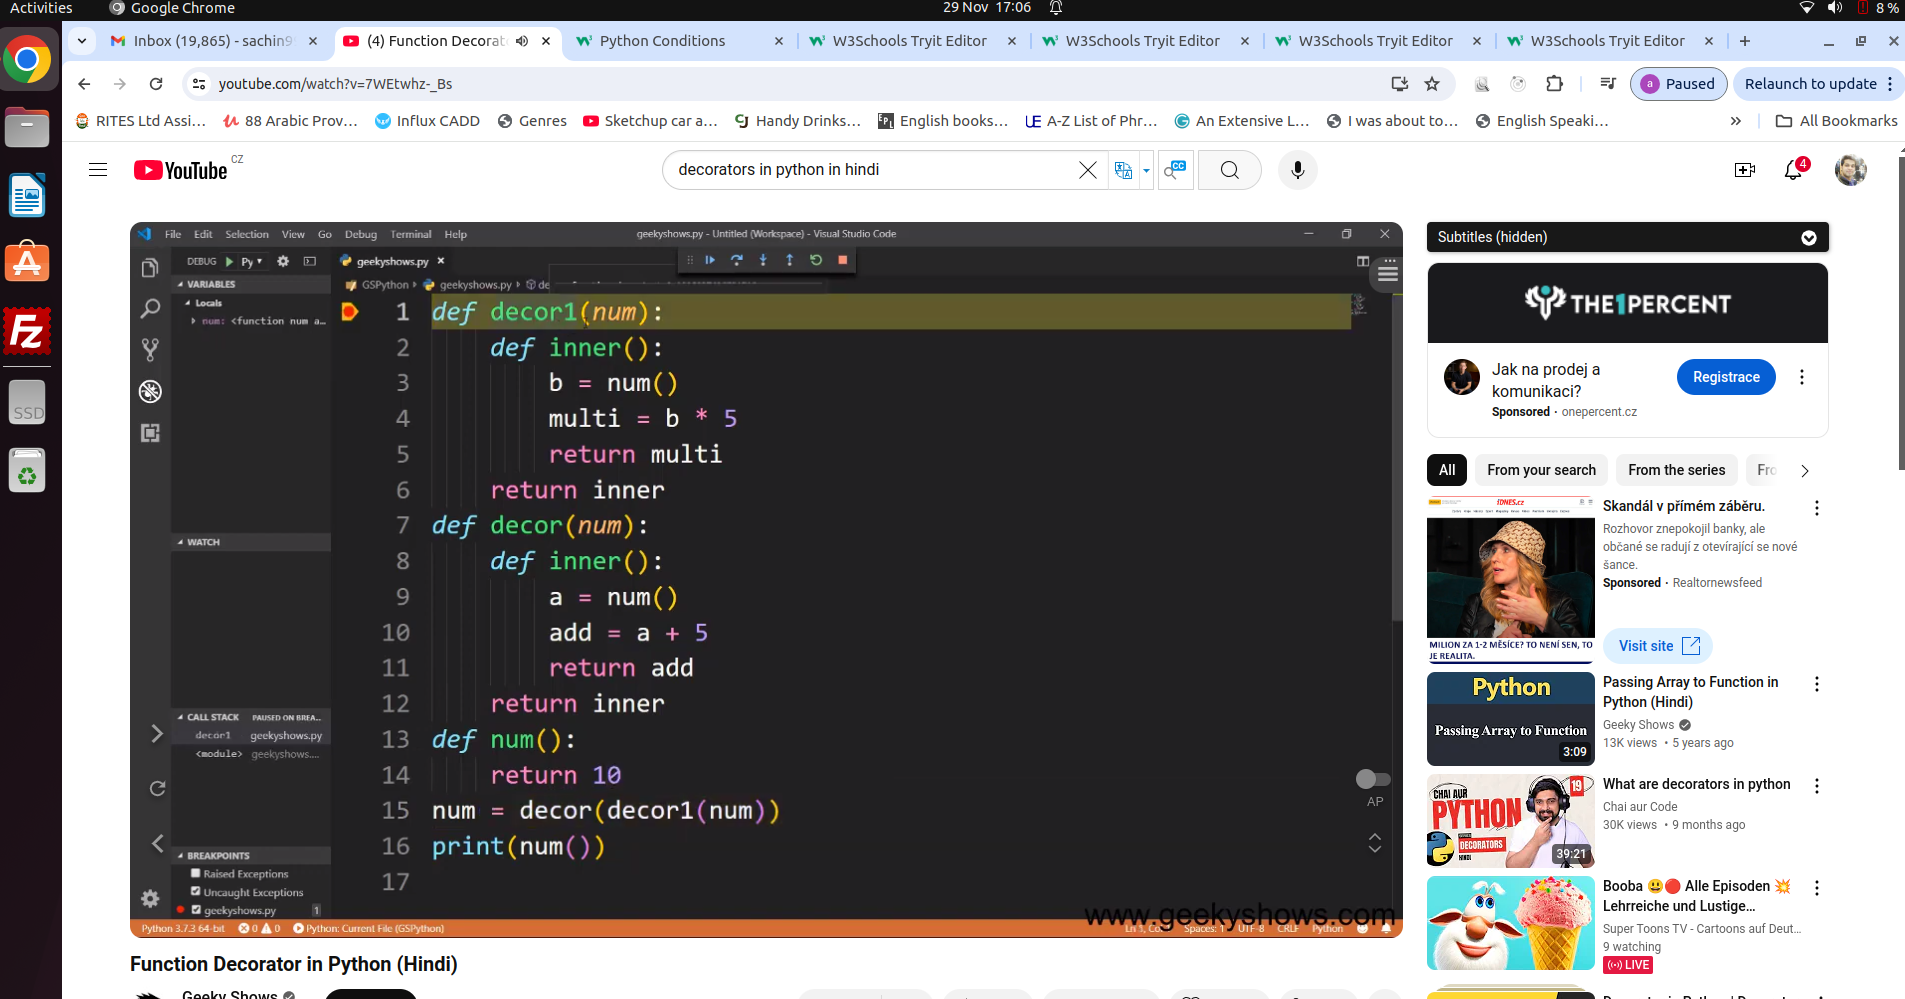 Activities
Google Chrome
29 Nov 17:06
8 %
Inbox (19,865) - sachin9
(4) Function Decorat
Python Conditions
W3Schools Tryit Editor
W3Schools Tryit Editor
W3Schools Tryit Editor
W3Schools Tryit Editor
youtube.com/watch?v=7WEtwhz-_Bs
a
Paused
Relaunch to update
RITES Ltd Assi...
88 Arabic Prov...
Influx CADD
Genres
Sketchup car a...
Handy Drinks...
English books...
A-Z List of Phr...
An Extensive L...
I was about to...
English Speaki...
All Bookmarks
YouTube CZ
decorators in python in hindi
CC
4
File Edit Selection View Go Debug Terminal Help
geekyshows.py - Untitled (Workspace) - Visual Studio Code
DEBUG Py
geekyshows.py
GSPython geekyshows.py de
VARIABLES
Locals
num: <function num a...
1 def decor1(num):
2 def inner():
3 b = num()
4 multi = b * 5
5 return multi
6 return inner
7 def decor(num):
8 def inner():
9 a = num()
10 add = a + 5
11 return add
12 return inner
13 def num():
14 return 10
15 num = decor(decor1(num))
16 print(num())
17
WATCH
CALL STACK PAUSED ON BREA...
decor1 geekyshows.py
<module> geekyshows....
BREAKPOINTS
Raised Exceptions
Uncaught Exceptions
geekyshows.py 1
AP
www.geekyshows.com
Python 3.7.3 64-bit 0 0 Python: Current File (GSPython)
Ln 1, Co Spaces: 1 UTF-8 CRLF Python
Function Decorator in Python (Hindi)
Geeky Shows
Subtitles (hidden)
THE1PERCENT
Jak na prodej a
komunikaci?
Sponsored · onepercent.cz
Registrace
All
From your search
From the series
Fro
iDNES.cz
MILION ZA 1-2 MĚSÍCE? TO NENÍ SEN, TO
JE REALITA.
Skandál v přímém záběru.
Rozhovor znepokojil banky, ale
občané se radují z otevírající se nové
šance.
Sponsored · Realtornewsfeed
Visit site
Python
Passing Array to Function
3:09
Passing Array to Function in
Python (Hindi)
Geeky Shows
13K views • 5 years ago
CHAI AUR
PYTHON
EXPLORE
DECORATORS
HINDI
19
39:21
What are decorators in python
Chai aur Code
30K views • 9 months ago
Booba 😃🔴 Alle Episoden 💥
Lehrreiche und Lustige...
Super Toons TV - Cartoons auf Deut...
9 watching
LIVE
SSD
Fz